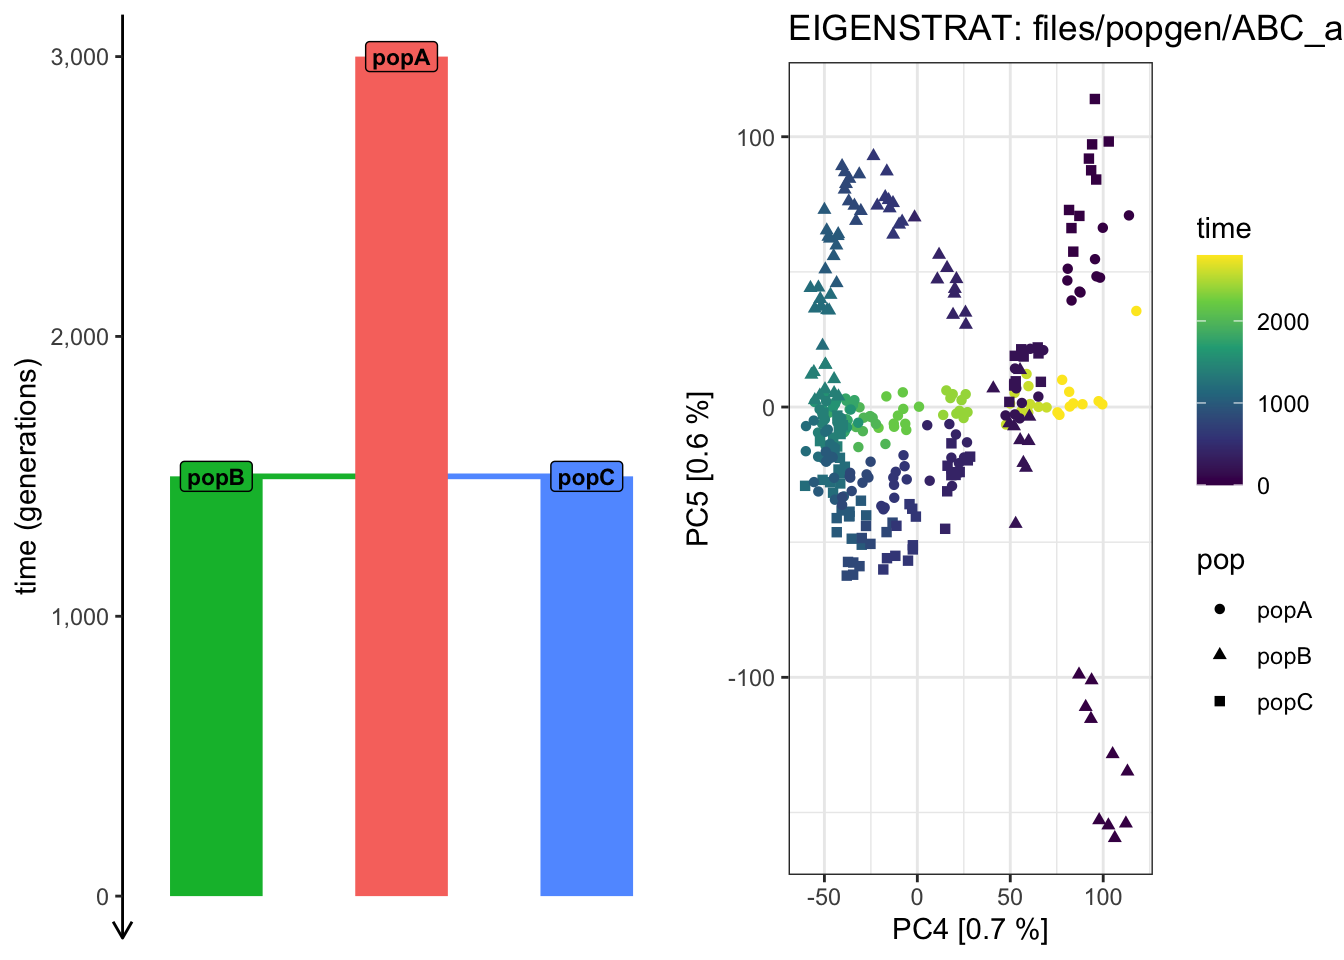 EIGENSTRAT: files/popgen/ABC_a
time (generations)
3,000
2,000
1,000
0
popA
popB
popC
PC5 [0.6 %]
100
0
-100
-50
0
50
100
PC4 [0.7 %]
time
2000
1000
0
pop
popA
popB
popC